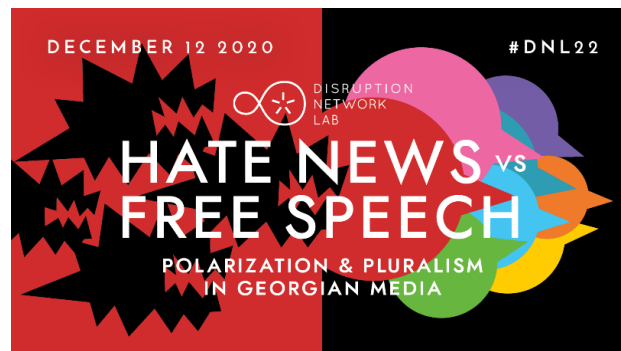 DECEMBER 12 2020
#DNL22
DISRUPTION
NETWORK
LAB
HATE NEWS VS
FREE SPEECH
POLARIZATION & PLURALISM
IN GEORGIAN MEDIA